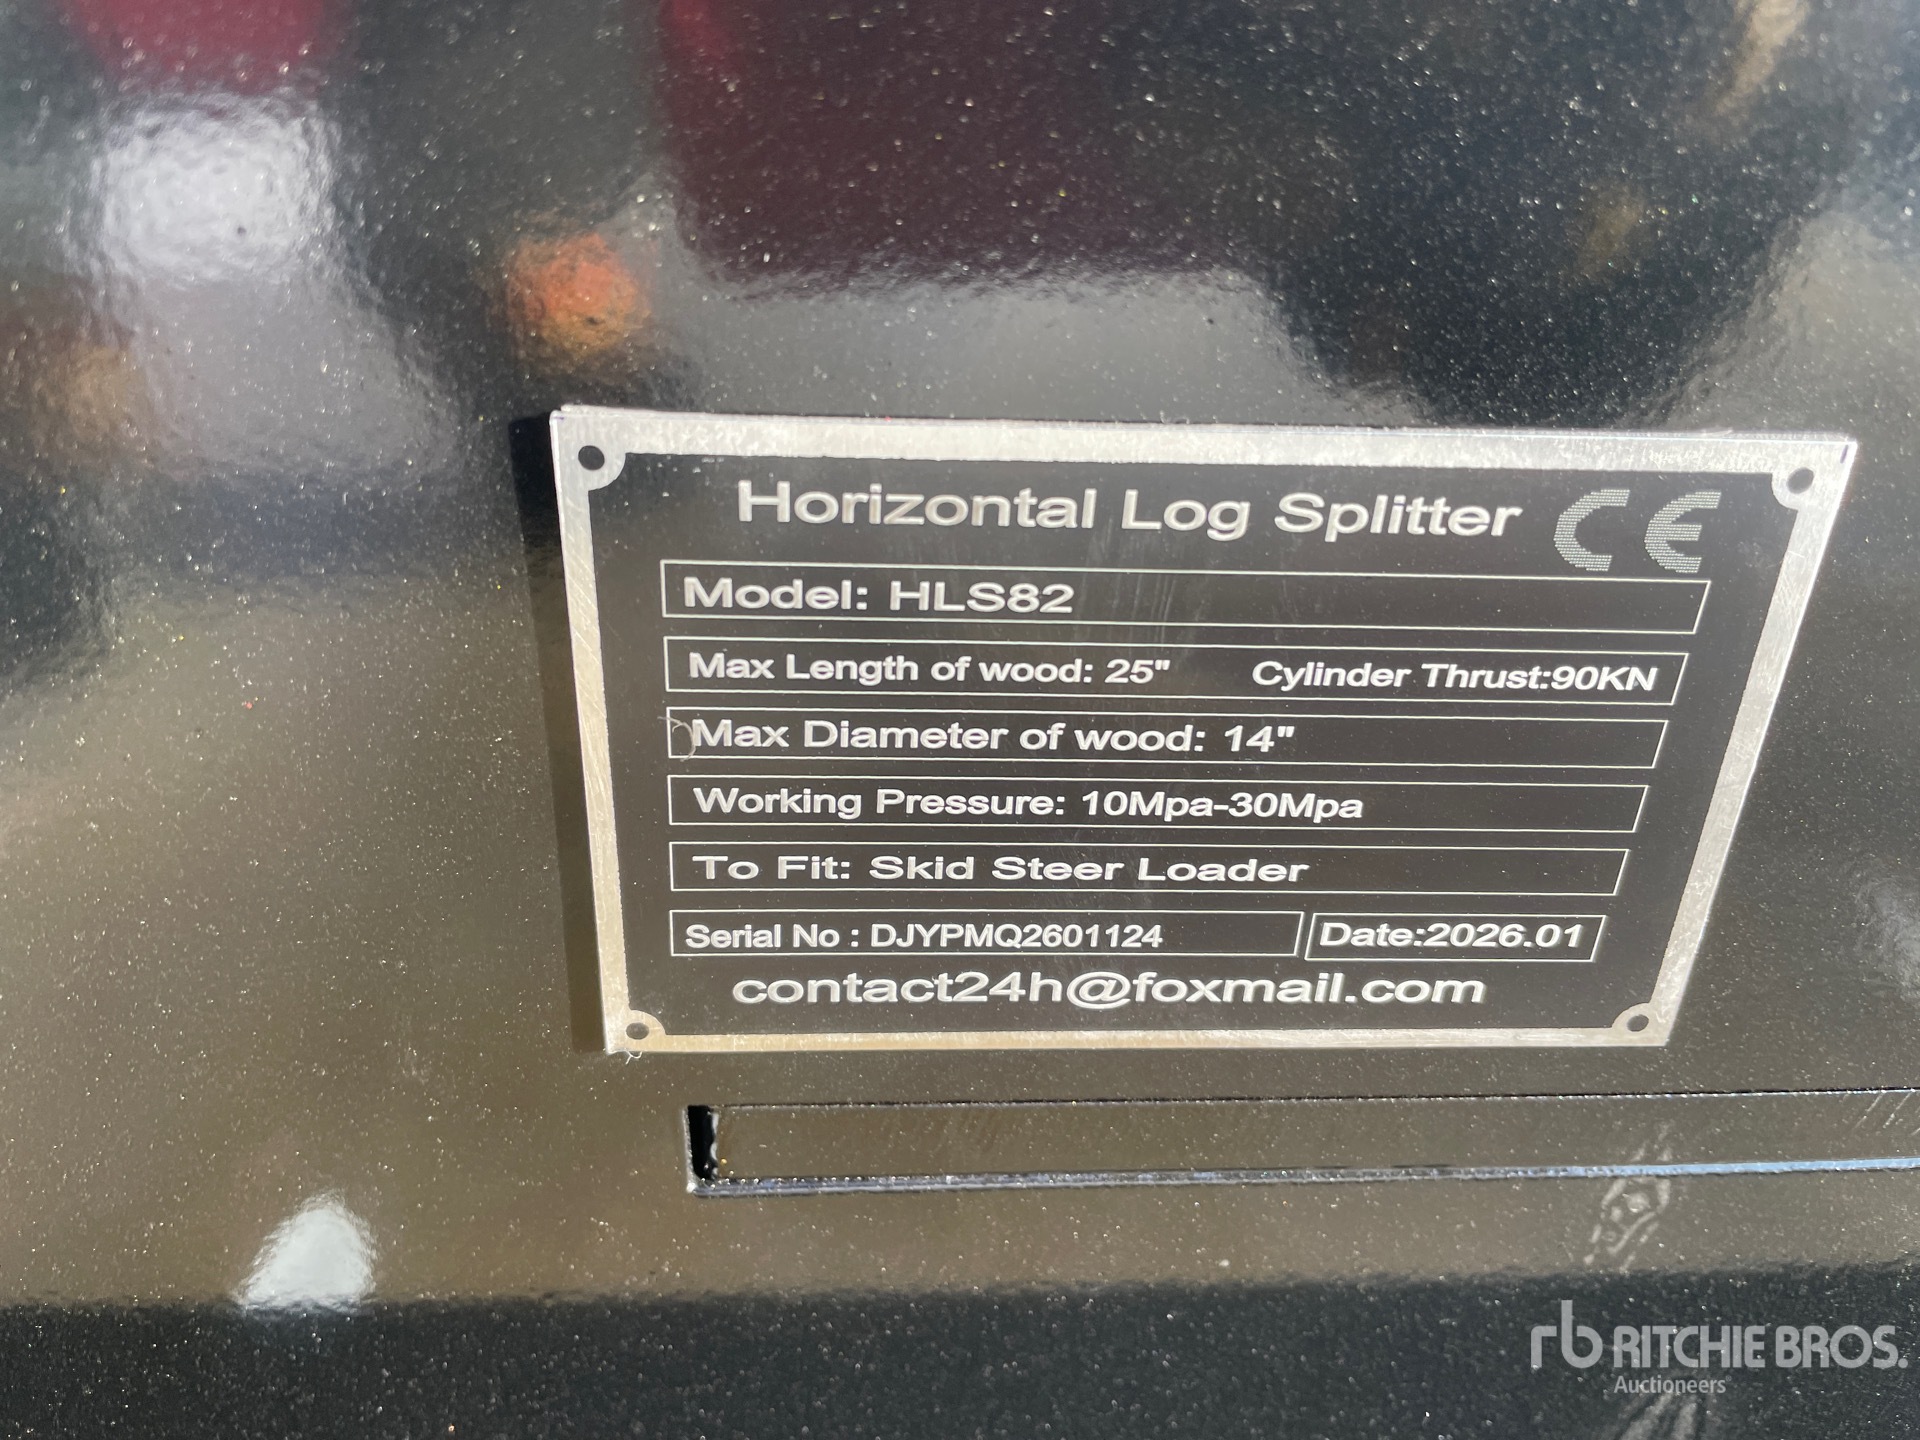 Horizontal Log Splitter CE
Model: HLS82
Max Length of wood: 25" Cylinder Thrust:90KN
Max Diameter of wood: 14"
Working Pressure: 10Mpa-30Mpa
To Fit: Skid Steer Loader
Serial No : DJYPMQ2601124 Date:2026.01
contact24h@foxmail.com
rb RITCHIE BROS.
Auctioneers